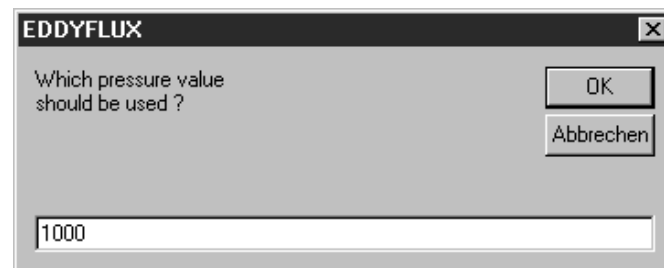 EDDYFLUX
Which pressure value
should be used ?
OK
Abbrechen
1000